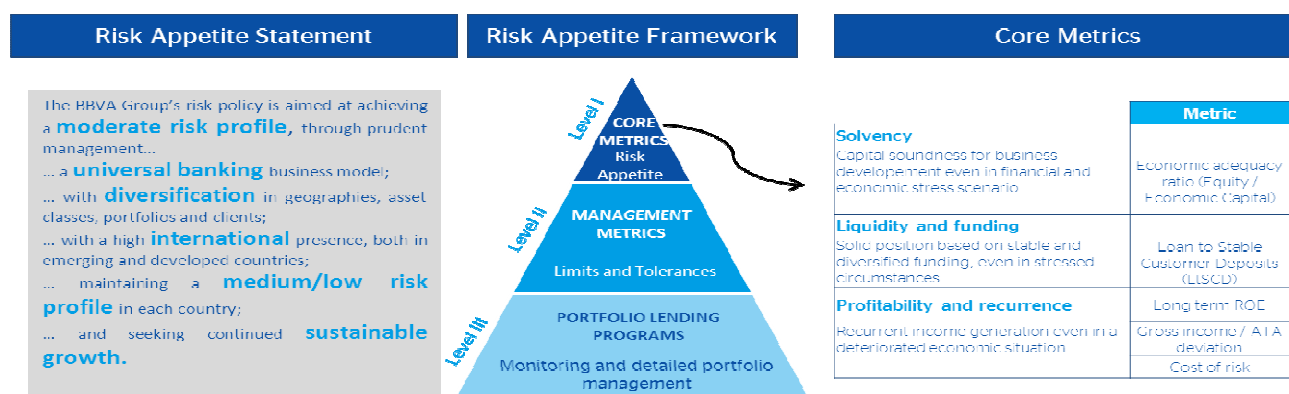 Risk Appetite Statement
The BBVA Group's risk policy is aimed at achieving
a moderate risk profile, through prudent
management...
... a universal banking business model;
... with diversification in geographies, asset
classes, portfolios and clients;
... with a high international presence, both in
emerging and developed countries;
... maintaining a medium/low risk
profile in each country;
... and seeking continued sustainable
growth.
Risk Appetite Framework
Level I
CORE
METRICS
Risk
Appetite
Level II
MANAGEMENT
METRICS
Limits and Tolerances
Level III
PORTFOLIO LENDING
PROGRAMS
Monitoring and detailed portfolio
management
Core Metrics
Metric
Solvency
Capital soundness for business
developement even in financial and
economic stress scenario
Economic adequacy
ratio (Equity /
Economic Capital)
Liquidity and funding
Solid position based on stable and
diversified funding, even in stressed
circumstances
Loan to Stable
Customer Deposits
(LtSCD)
Profitability and recurrence
Recurrent income generation even in a
deteriorated economic situation
Long term ROE
Gross income / ATA
deviation
Cost of risk